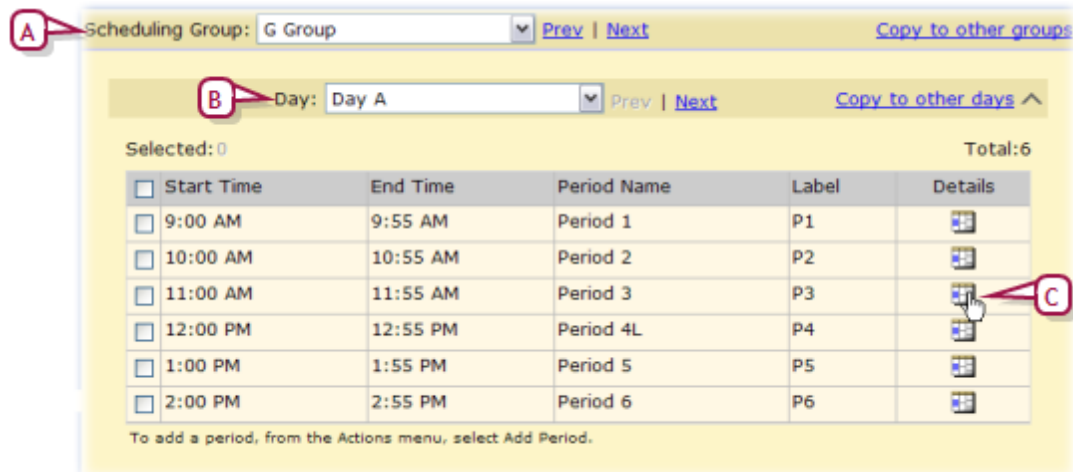 A Scheduling Group: G Group Prev | Next Copy to other groups
B Day: Day A Prev | Next Copy to other days
Selected:0 Total:6
Start Time End Time Period Name Label Details
9:00 AM 9:55 AM Period 1 P1
10:00 AM 10:55 AM Period 2 P2
11:00 AM 11:55 AM Period 3 P3 C
12:00 PM 12:55 PM Period 4L P4
1:00 PM 1:55 PM Period 5 P5
2:00 PM 2:55 PM Period 6 P6
To add a period, from the Actions menu, select Add Period.